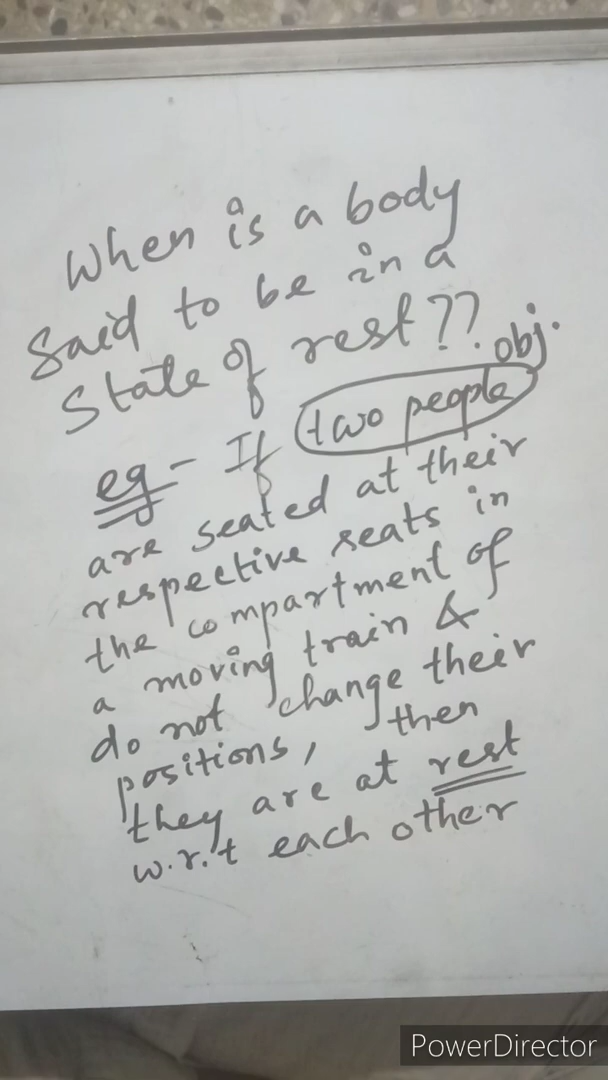 When is a body
Said to be in a
State of rest??
obj.
eg- If two people
are seated at their
respective seats in
the compartment of
a moving train &
do not change their
positions, then
they are at rest
w.r.t each other
PowerDirector